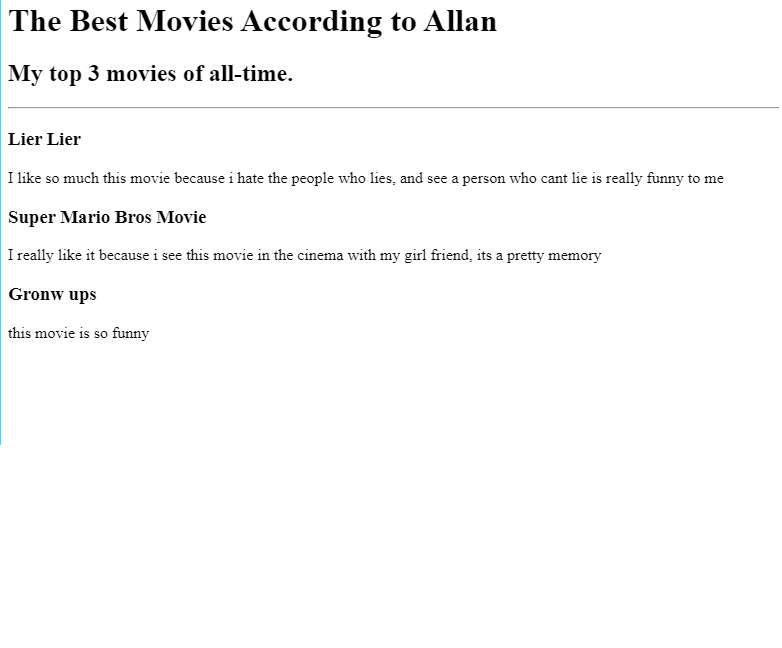 The Best Movies According to Allan
My top 3 movies of all-time.
Lier Lier
I like so much this movie because i hate the people who lies, and see a person who cant lie is really funny to me
Super Mario Bros Movie
I really like it because i see this movie in the cinema with my girl friend, its a pretty memory
Gronw ups
this movie is so funny